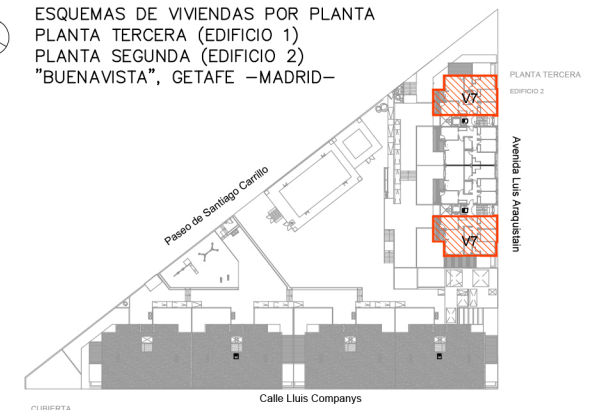 ESQUEMAS DE VIVIENDAS POR PLANTA
PLANTA TERCERA (EDIFICIO 1)
PLANTA SEGUNDA (EDIFICIO 2)
"BUENAVISTA", GETAFE -MADRID-
PLANTA TERCERA
EDIFICIO 2
V7
Avenida Luis Araquistain
Paseo de Santiago Carrillo
V7
Calle Lluis Companys
CUBIERTA